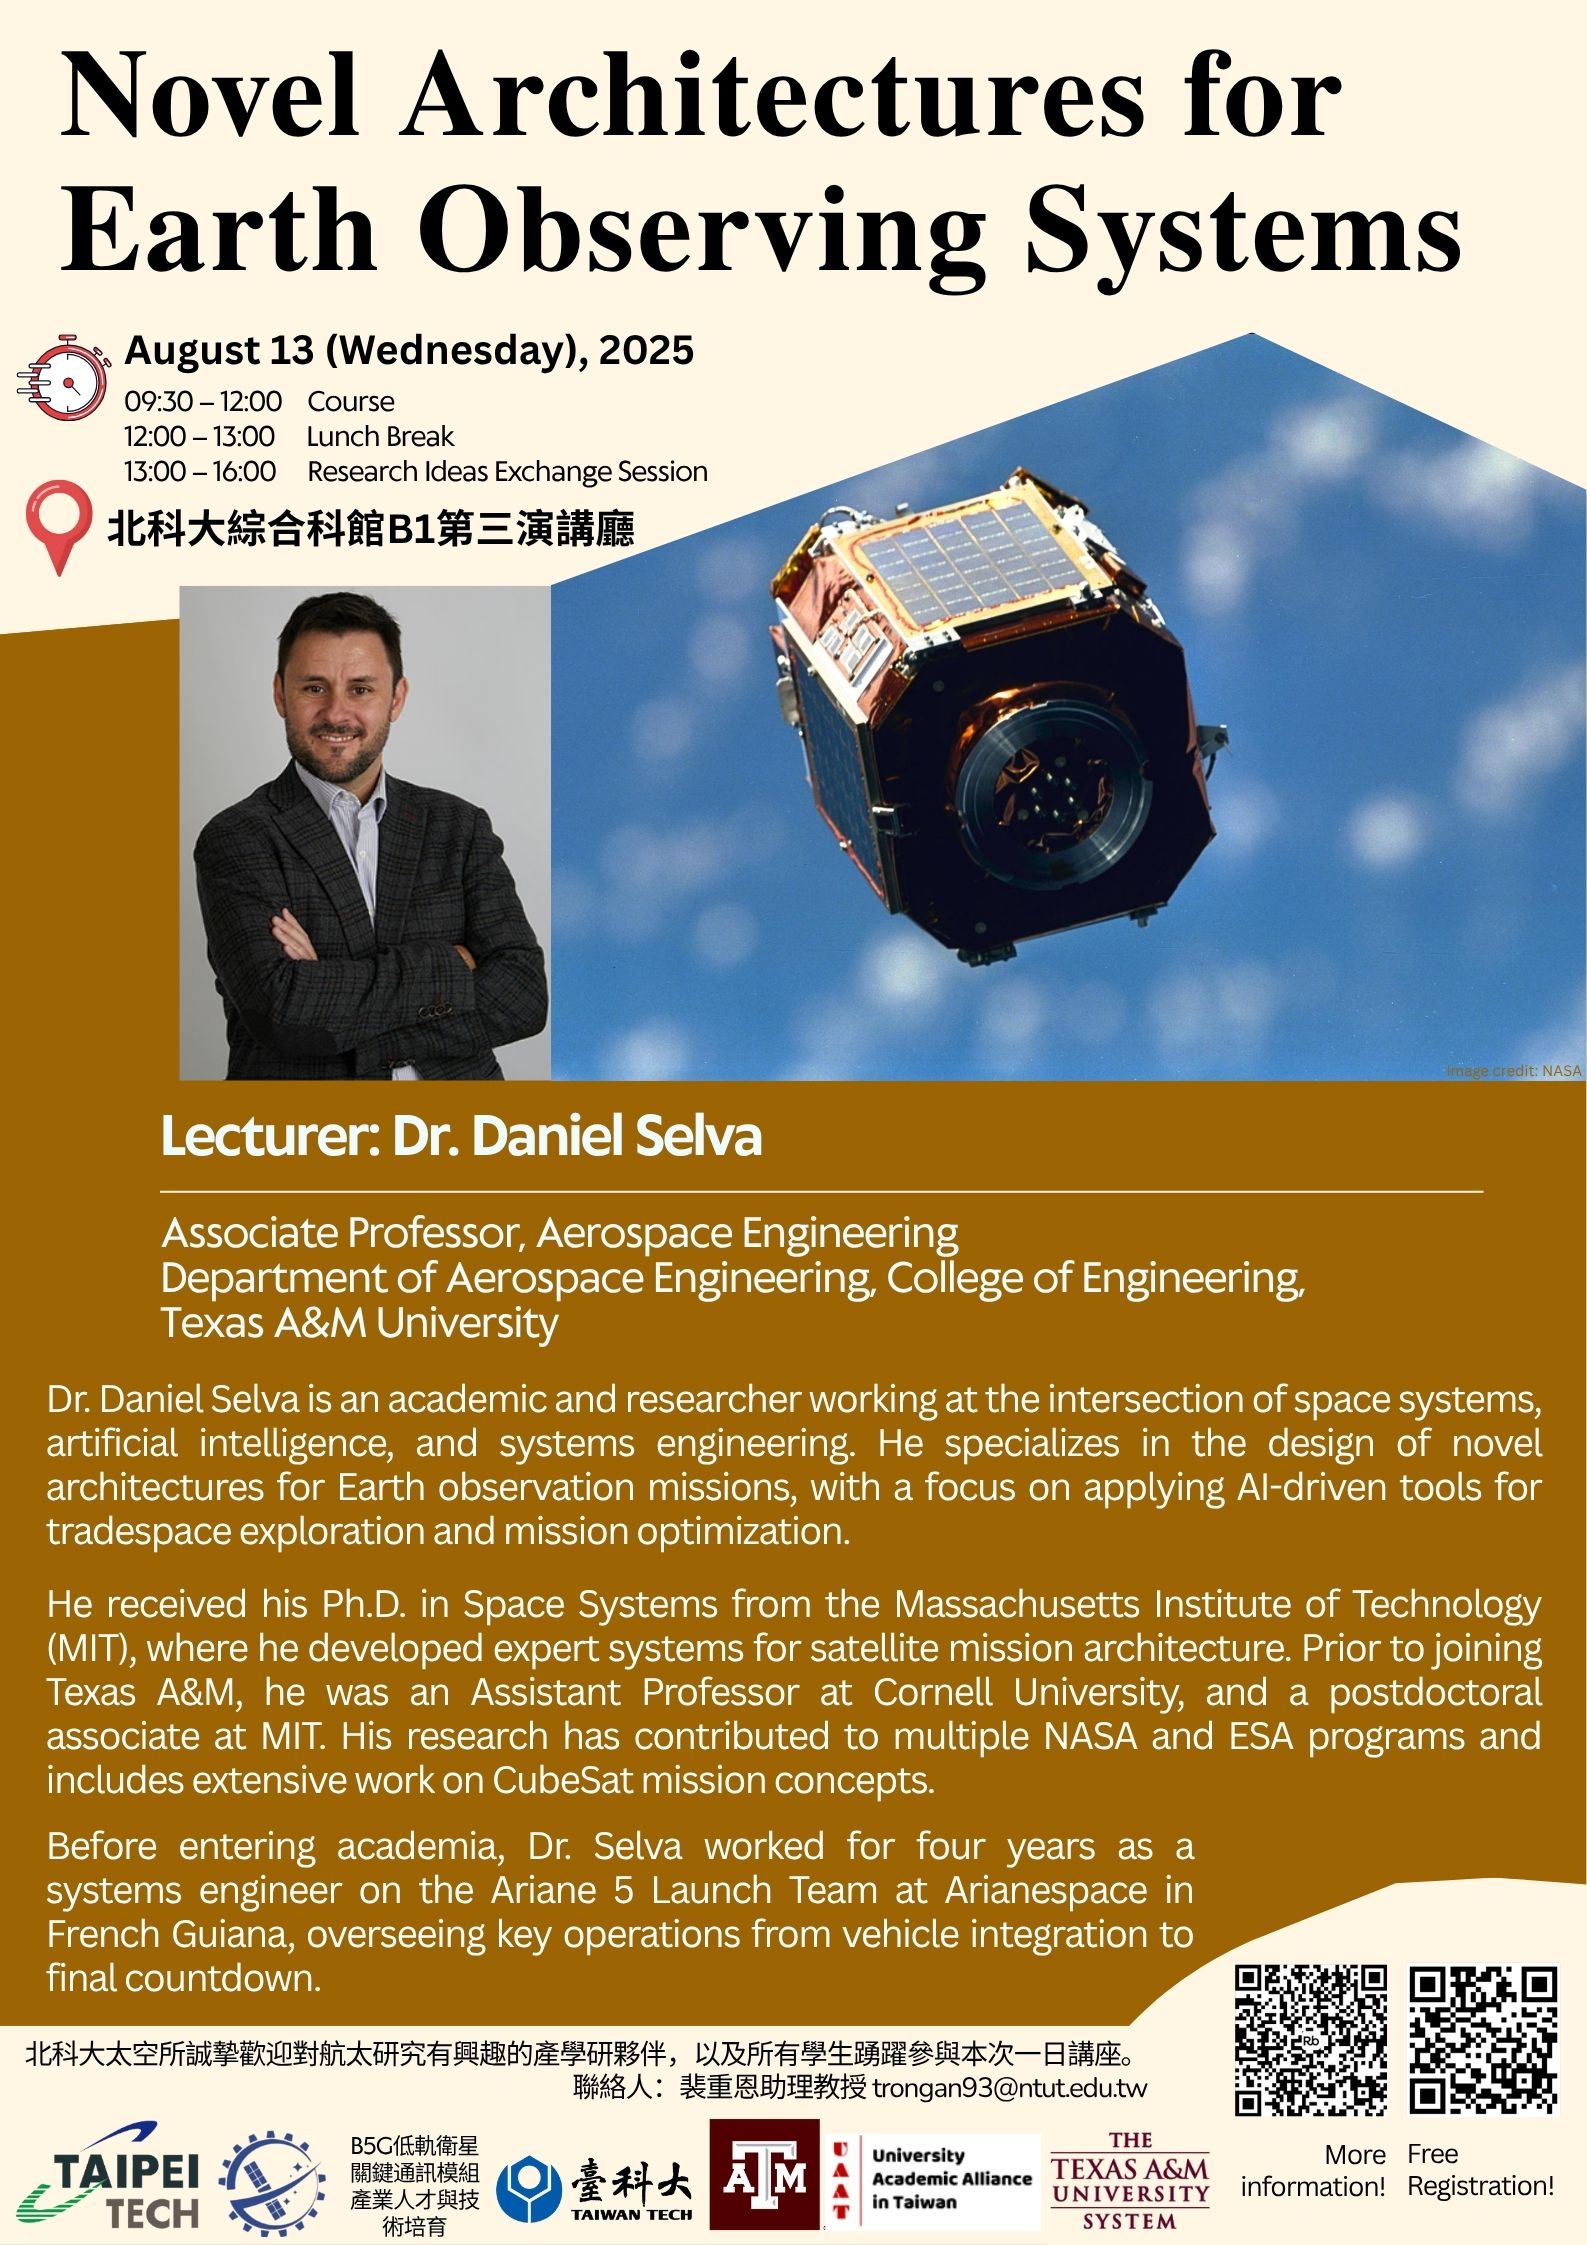 Novel Architectures for
Earth Observing Systems
August 13 (Wednesday), 2025
09:30 – 12:00 Course
12:00 – 13:00 Lunch Break
13:00 – 16:00 Research Ideas Exchange Session
北科大綜合科館B1第三演講廳
Image credit: NASA
Lecturer: Dr. Daniel Selva
Associate Professor, Aerospace Engineering
Department of Aerospace Engineering, College of Engineering,
Texas A&M University
Dr. Daniel Selva is an academic and researcher working at the intersection of space systems,
artificial intelligence, and systems engineering. He specializes in the design of novel
architectures for Earth observation missions, with a focus on applying AI-driven tools for
tradespace exploration and mission optimization.
He received his Ph.D. in Space Systems from the Massachusetts Institute of Technology
(MIT), where he developed expert systems for satellite mission architecture. Prior to joining
Texas A&M, he was an Assistant Professor at Cornell University, and a postdoctoral
associate at MIT. His research has contributed to multiple NASA and ESA programs and
includes extensive work on CubeSat mission concepts.
Before entering academia, Dr. Selva worked for four years as a
systems engineer on the Ariane 5 Launch Team at Arianespace in
French Guiana, overseeing key operations from vehicle integration to
final countdown.
北科大太空所誠摯歡迎對航太研究有興趣的產學研夥伴，以及所有學生踴躍參與本次一日講座。
聯絡人：裴重恩助理教授 trongan93@ntut.edu.tw
Rb
More
information!
Free
Registration!
TAIPEI
TECH
B5G低軌衛星
關鍵通訊模組
產業人才與技
術培育
臺科大
TAIWAN TECH
ATM
UAAT
University
Academic Alliance
in Taiwan
THE
TEXAS A&M
UNIVERSITY
SYSTEM